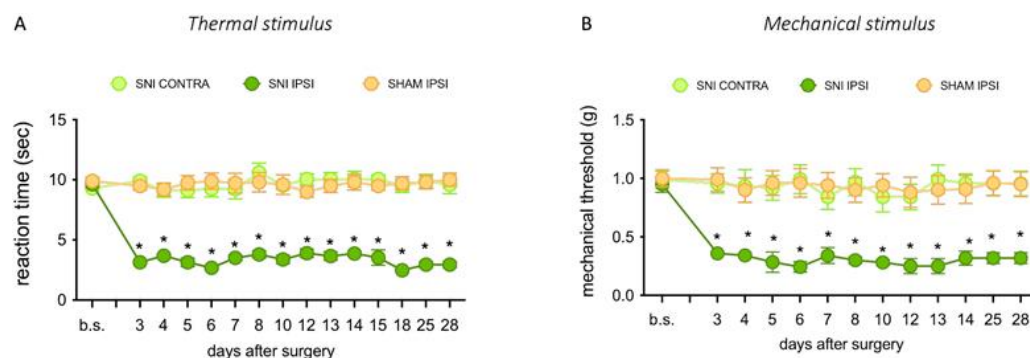 A Thermal stimulus
SNI CONTRA SNI IPSI SHAM IPSI
reaction time (sec)
15
10
5
0
* * * * * * * * * * * * * *
b.s. 3 4 5 6 7 8 10 12 13 14 15 18 25 28
days after surgery
B Mechanical stimulus
SNI CONTRA SNI IPSI SHAM IPSI
mechanical threshold (g)
1.5
1.0
0.5
0.0
* * * * * * * * * * * *
b.s. 3 4 5 6 7 8 10 12 13 14 25 28
days after surgery